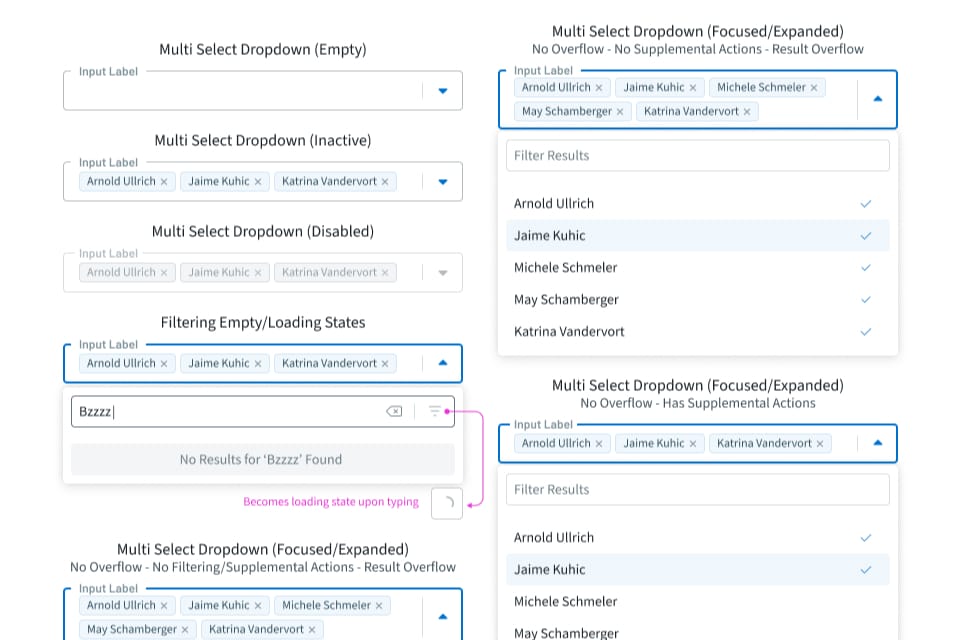 Multi Select Dropdown (Empty)
Input Label
Multi Select Dropdown (Inactive)
Input Label
Arnold Ullrich × Jaime Kuhic × Katrina Vandervort ×
Multi Select Dropdown (Disabled)
Input Label
Arnold Ullrich × Jaime Kuhic × Katrina Vandervort ×
Filtering Empty/Loading States
Input Label
Arnold Ullrich × Jaime Kuhic × Katrina Vandervort ×
Bzzzz
No Results for ‘Bzzzz’ Found
Becomes loading state upon typing
Multi Select Dropdown (Focused/Expanded)
No Overflow - No Filtering/Supplemental Actions - Result Overflow
Input Label
Arnold Ullrich × Jaime Kuhic × Michele Schmeler ×
May Schamberger × Katrina Vandervort ×
Multi Select Dropdown (Focused/Expanded)
No Overflow - No Supplemental Actions - Result Overflow
Input Label
Arnold Ullrich × Jaime Kuhic × Michele Schmeler ×
May Schamberger × Katrina Vandervort ×
Filter Results
Arnold Ullrich
Jaime Kuhic
Michele Schmeler
May Schamberger
Katrina Vandervort
Multi Select Dropdown (Focused/Expanded)
No Overflow - Has Supplemental Actions
Input Label
Arnold Ullrich × Jaime Kuhic × Katrina Vandervort ×
Filter Results
Arnold Ullrich
Jaime Kuhic
Michele Schmeler
May Schamberger